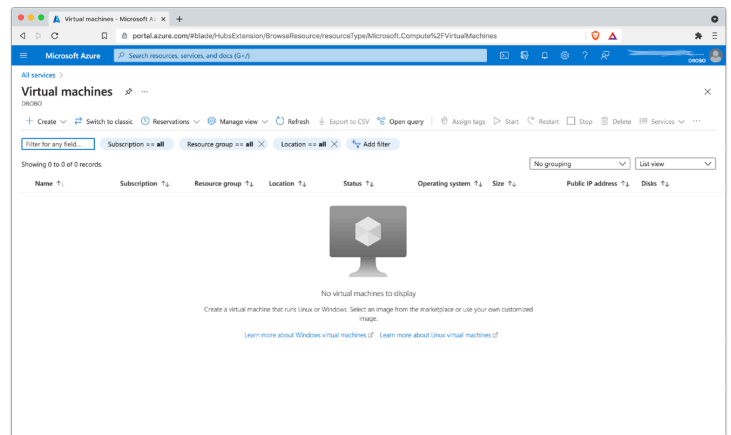 Virtual machines - Microsoft Az
portal.azure.com/#blade/HubsExtension/BrowseResource/resourceType/Microsoft.Compute%2FVirtualMachines
Microsoft Azure
Search resources, services, and docs (G+/)
DROBO
All services >
Virtual machines
DROBO
Create
Switch to classic
Reservations
Manage view
Refresh
Export to CSV
Open query
Assign tags
Start
Restart
Stop
Delete
Services
Filter for any field...
Subscription == all
Resource group == all
Location == all
Add filter
Showing 0 to 0 of 0 records.
No grouping
List view
Name
Subscription
Resource group
Location
Status
Operating system
Size
Public IP address
Disks
No virtual machines to display
Create a virtual machine that runs Linux or Windows. Select an image from the marketplace or use your own customized
image.
Learn more about Windows virtual machines
Learn more about Linux virtual machines